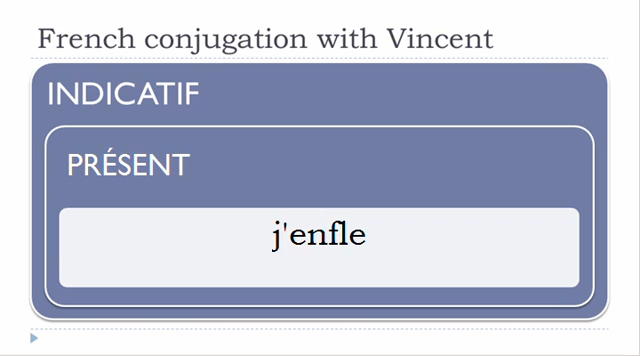 French conjugation with Vincent
INDICATIF
PRÉSENT
j'enfle